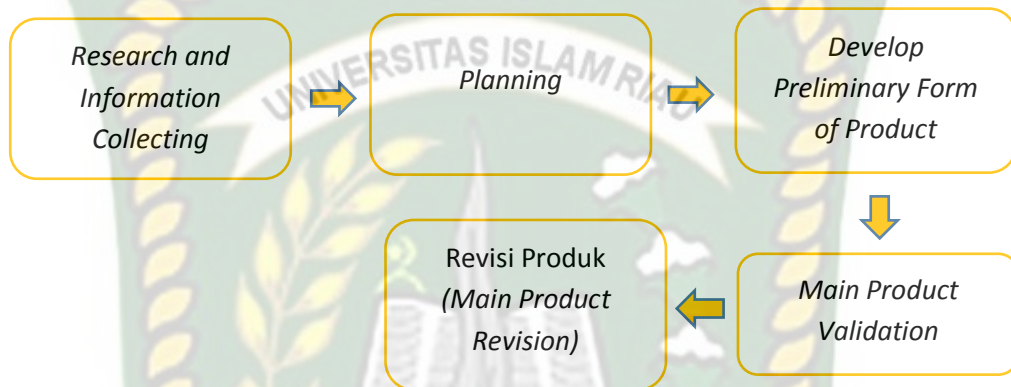 Research and
Information
Collecting
UNIVERSITAS ISLAM RIAU
Planning
Develop
Preliminary Form
of Product
Revisi Produk
(Main Product
Revision)
Main Product
Validation